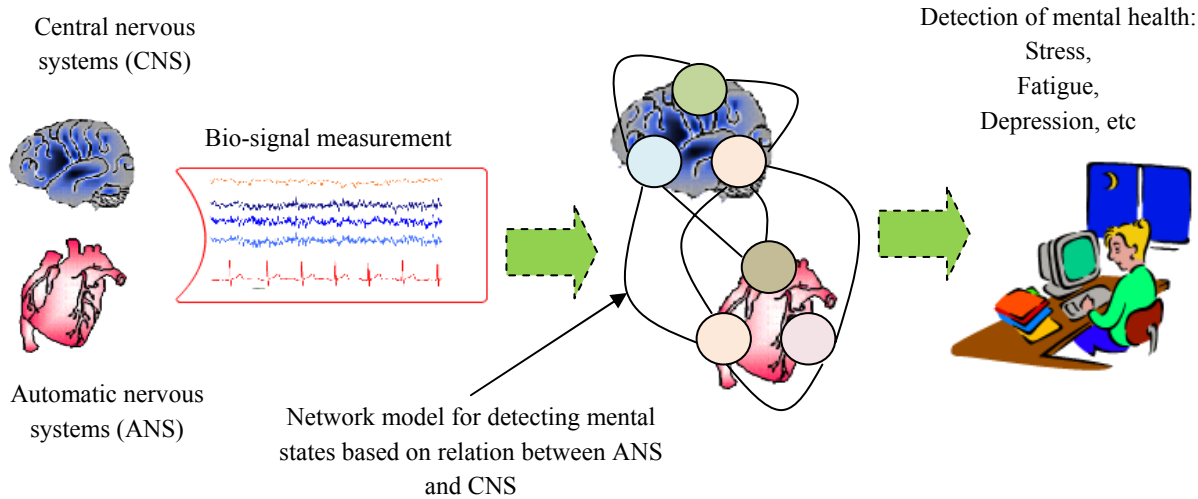 Central nervous
systems (CNS)
Bio-signal measurement
Automatic nervous
systems (ANS)
Network model for detecting mental
states based on relation between ANS
and CNS
Detection of mental health:
Stress,
Fatigue,
Depression, etc